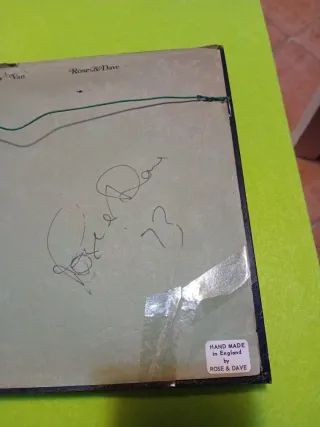 Rose & Dave
Rose & Dave
73
HAND MADE
in England
by
ROSE & DAVE